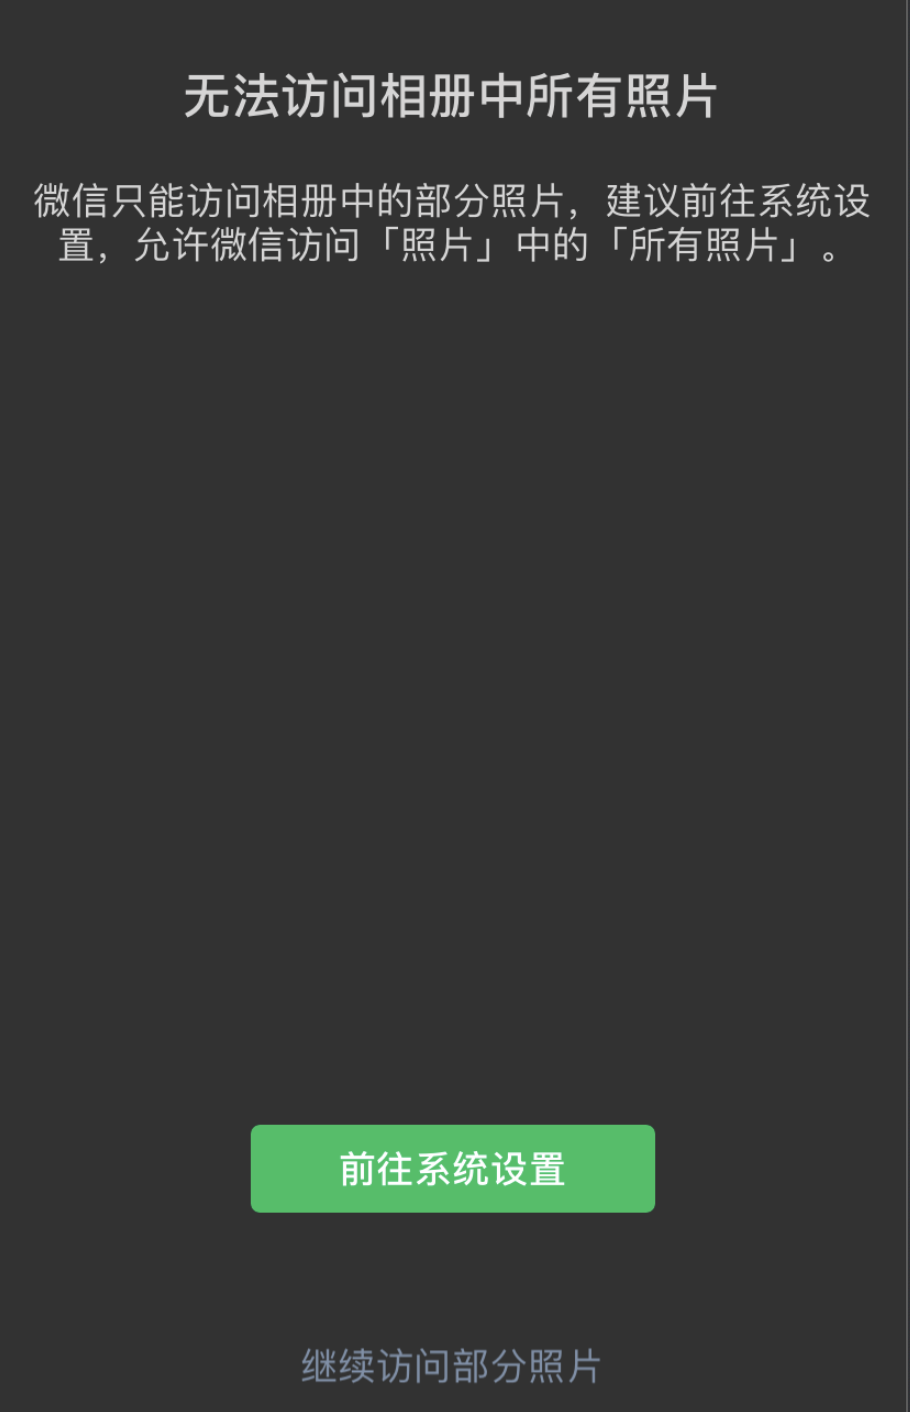 无法访问相册中所有照片
微信只能访问相册中的部分照片，建议前往系统设
置，允许微信访问「照片」中的「所有照片」。
前往系统设置
继续访问部分照片